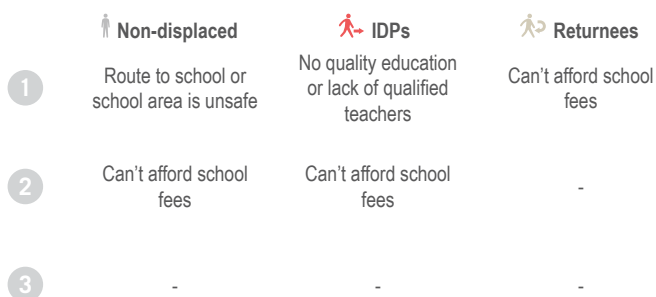 Non-displaced IDPs Returnees
1
Route to school or
school area is unsafe
No quality education
or lack of qualified
teachers
Can't afford school
fees
2
Can't afford school
fees
Can't afford school
fees
-
3
- - -